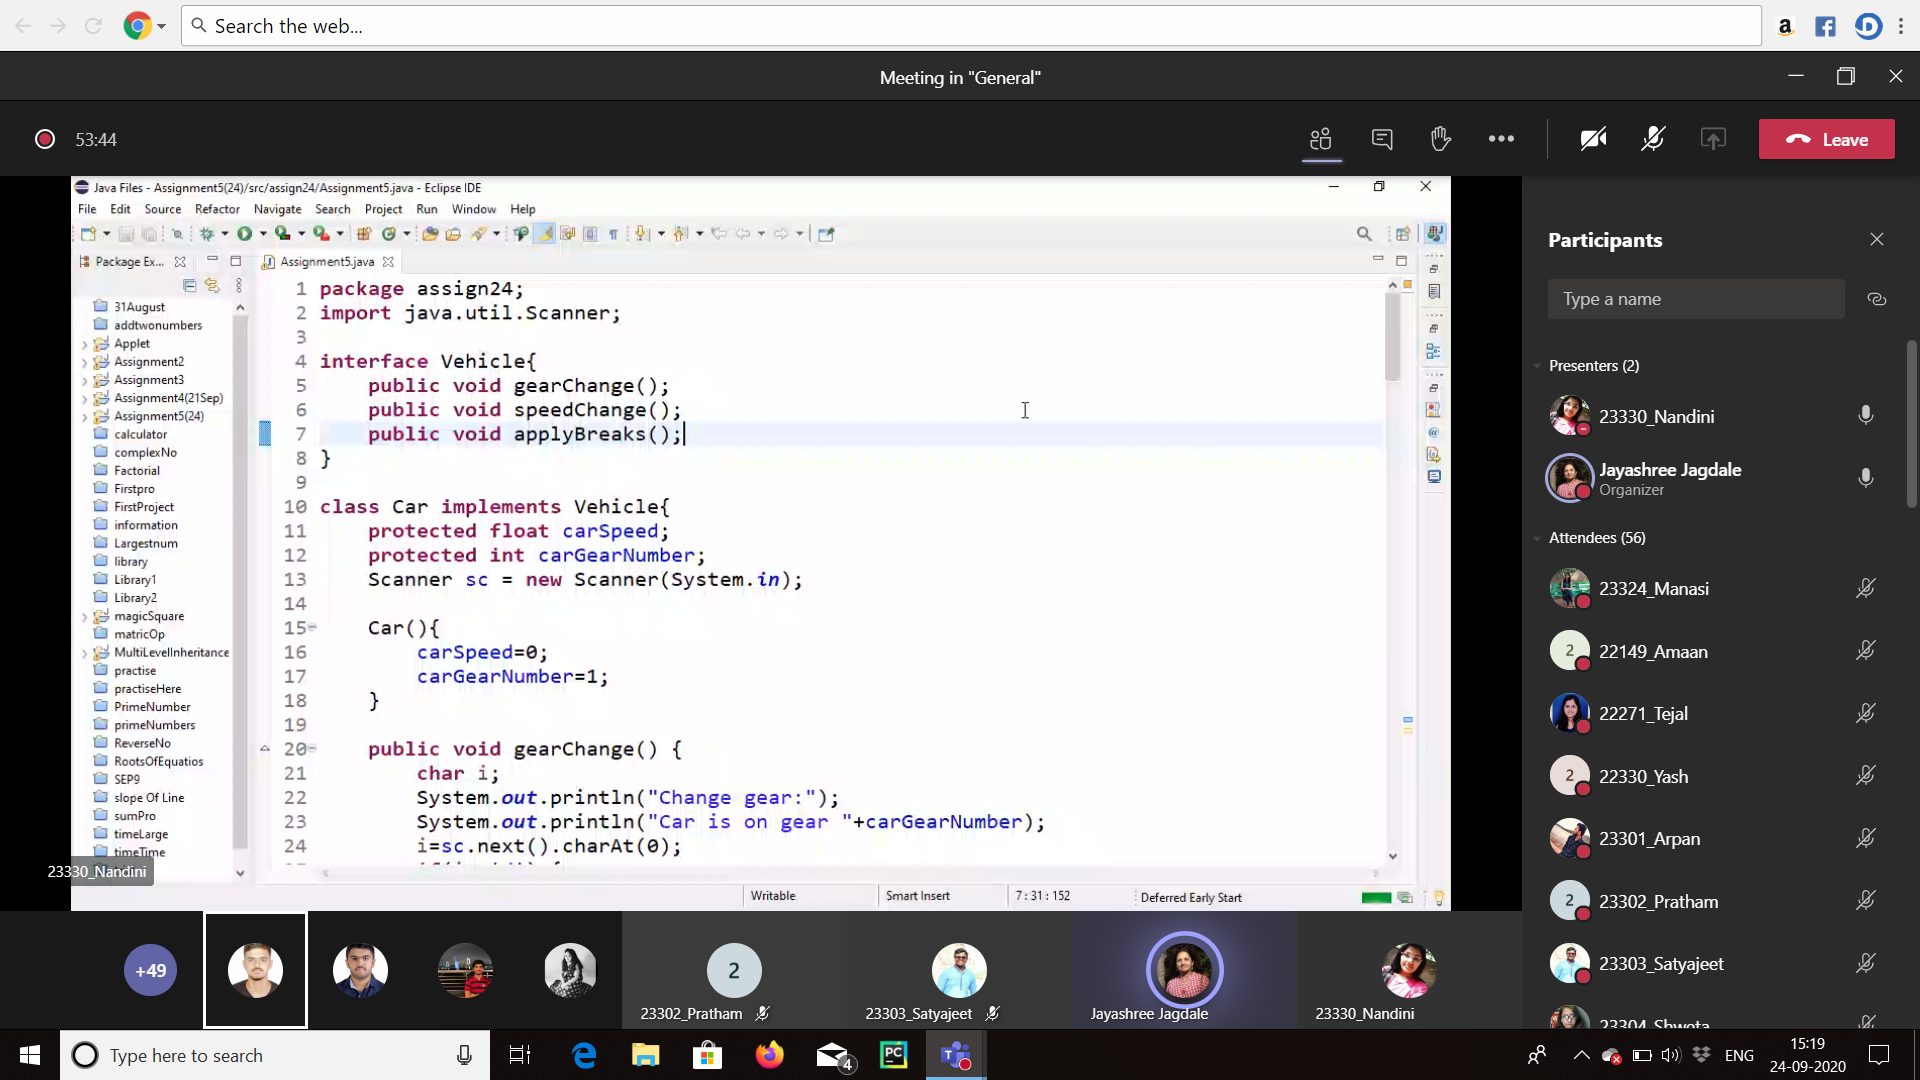 Search the web...
a
Meeting in "General"
53:44
Leave
Java Files - Assignment5(24)/src/assign24/Assignment5.java - Eclipse IDE
File Edit Source Refactor Navigate Search Project Run Window Help
Package Ex...
Assignment5.java
31August
addtwonumbers
Applet
Assignment2
Assignment3
Assignment4(21Sep)
Assignment5(24)
calculator
complexNo
Factorial
Firstpro
FirstProject
information
Largestnum
library
Library1
Library2
magicSquare
matricOp
MultiLevelInheritance
practise
practiseHere
PrimeNumber
primeNumbers
ReverseNo
RootsOfEquatios
SEP9
slope Of Line
sumPro
timeLarge
timeTime
1 package assign24;
2 import java.util.Scanner;
3
4 interface Vehicle{
5 public void gearChange();
6 public void speedChange();
7 public void applyBreaks();
8 }
9
10 class Car implements Vehicle{
11 protected float carSpeed;
12 protected int carGearNumber;
13 Scanner sc = new Scanner(System.in);
14
15 Car(){
16 carSpeed=0;
17 carGearNumber=1;
18 }
19
20 public void gearChange() {
21 char i;
22 System.out.println("Change gear:");
23 System.out.println("Car is on gear "+carGearNumber);
24 i=sc.next().charAt(0);
23330_Nandini
Writable
Smart Insert
7 : 31 : 152
Deferred Early Start
Participants
Type a name
Presenters (2)
23330_Nandini
Jayashree Jagdale
Organizer
Attendees (56)
23324_Manasi
2
22149_Amaan
22271_Tejal
2
22330_Yash
23301_Arpan
2
23302_Pratham
23303_Satyajeet
23304_Shweta
+49
2
23302_Pratham
23303_Satyajeet
Jayashree Jagdale
23330_Nandini
Type here to search
4
PC
ENG
15:19
24-09-2020